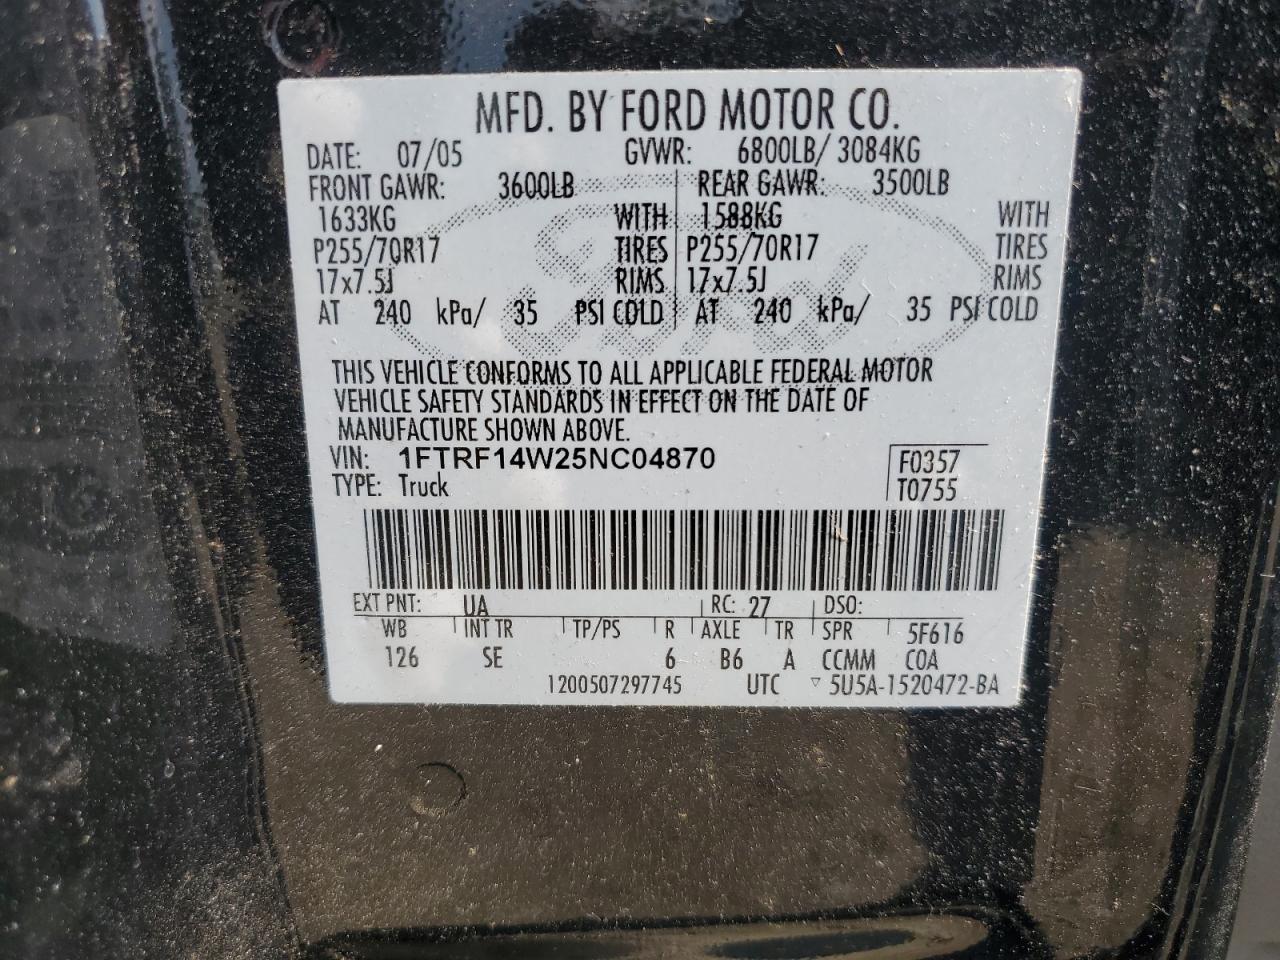 MFD. BY FORD MOTOR CO.
DATE: 07/05 GVWR: 6800LB/ 3084KG
FRONT GAWR: 3600LB REAR GAWR: 3500LB
1633KG WITH 1588KG WITH
P255/70R17 TIRES P255/70R17 TIRES
17x7.5J RIMS 17x7.5J RIMS
AT 240 kPa/ 35 PSI COLD AT 240 kPa/ 35 PSI COLD
THIS VEHICLE CONFORMS TO ALL APPLICABLE FEDERAL MOTOR
VEHICLE SAFETY STANDARDS IN EFFECT ON THE DATE OF
MANUFACTURE SHOWN ABOVE.
VIN: 1FTRF14W25NC04870 F0357
TYPE: Truck T0755
EXT PNT: UA RC: 27 DSO:
WB INT TR TP/PS R AXLE TR SPR 5F616
126 SE 6 B6 A CCMM COA
1200507297745 UTC ▽ 5U5A-1520472-BA
Ford